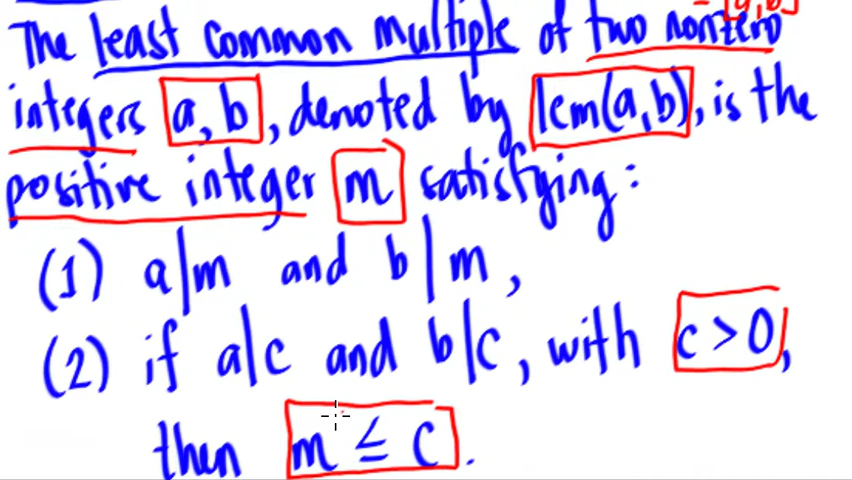 = [a,b]
The least common multiple of two nonzero
integers a, b, denoted by lcm(a,b), is the
positive integer m satisfying:
(1) a|m and b|m,
(2) if a|c and b|c, with c > 0,
then m ≤ c.